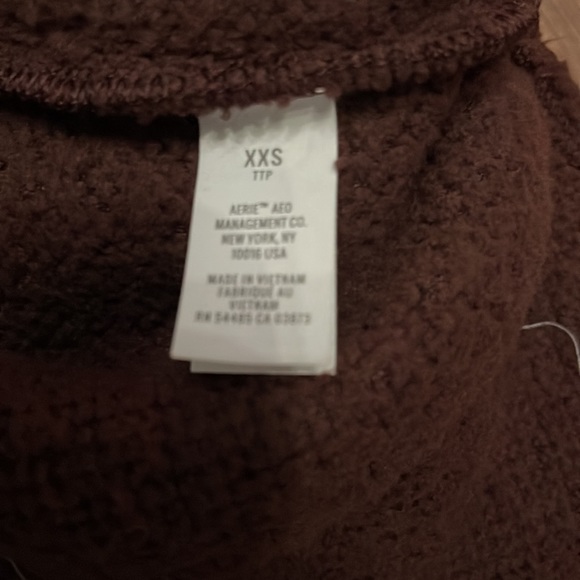 XXS
TTP
AERIE™ AEO
MANAGEMENT CO.
NEW YORK, NY
10016 USA
MADE IN VIETNAM
FABRIQUÉ AU
VIETNAM
RN 54485 CA 03673